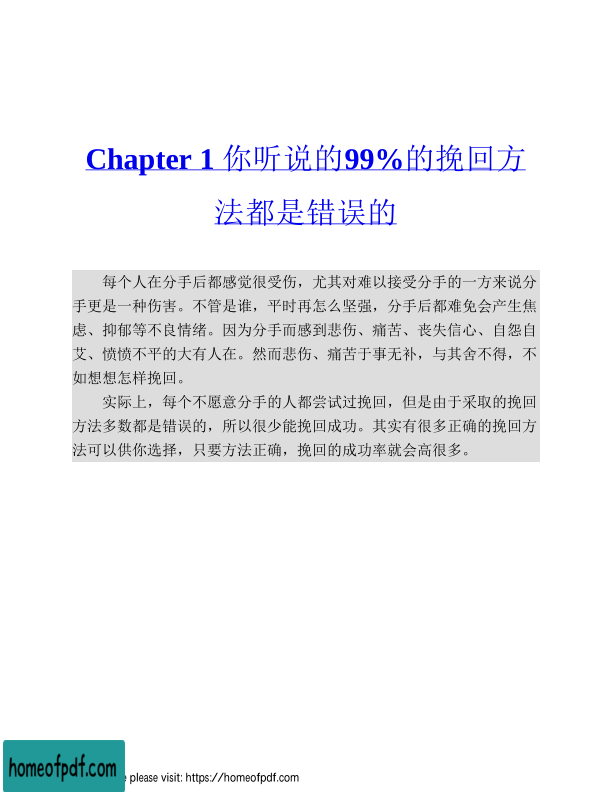 Chapter 1 你听说的99%的挽回方
法都是错误的
每个人在分手后都感觉很受伤，尤其对难以接受分手的一方来说分
手更是一种伤害。不管是谁，平时再怎么坚强，分手后都难免会产生焦
虑、抑郁等不良情绪。因为分手而感到悲伤、痛苦、丧失信心、自怨自
艾、愤愤不平的大有人在。然而悲伤、痛苦于事无补，与其舍不得，不
如想想怎样挽回。
实际上，每个不愿意分手的人都尝试过挽回，但是由于采取的挽回
方法多数都是错误的，所以很少能挽回成功。其实有很多正确的挽回方
法可以供你选择，只要方法正确，挽回的成功率就会高很多。
homeofpdf.com
please visit: https://homeofpdf.com